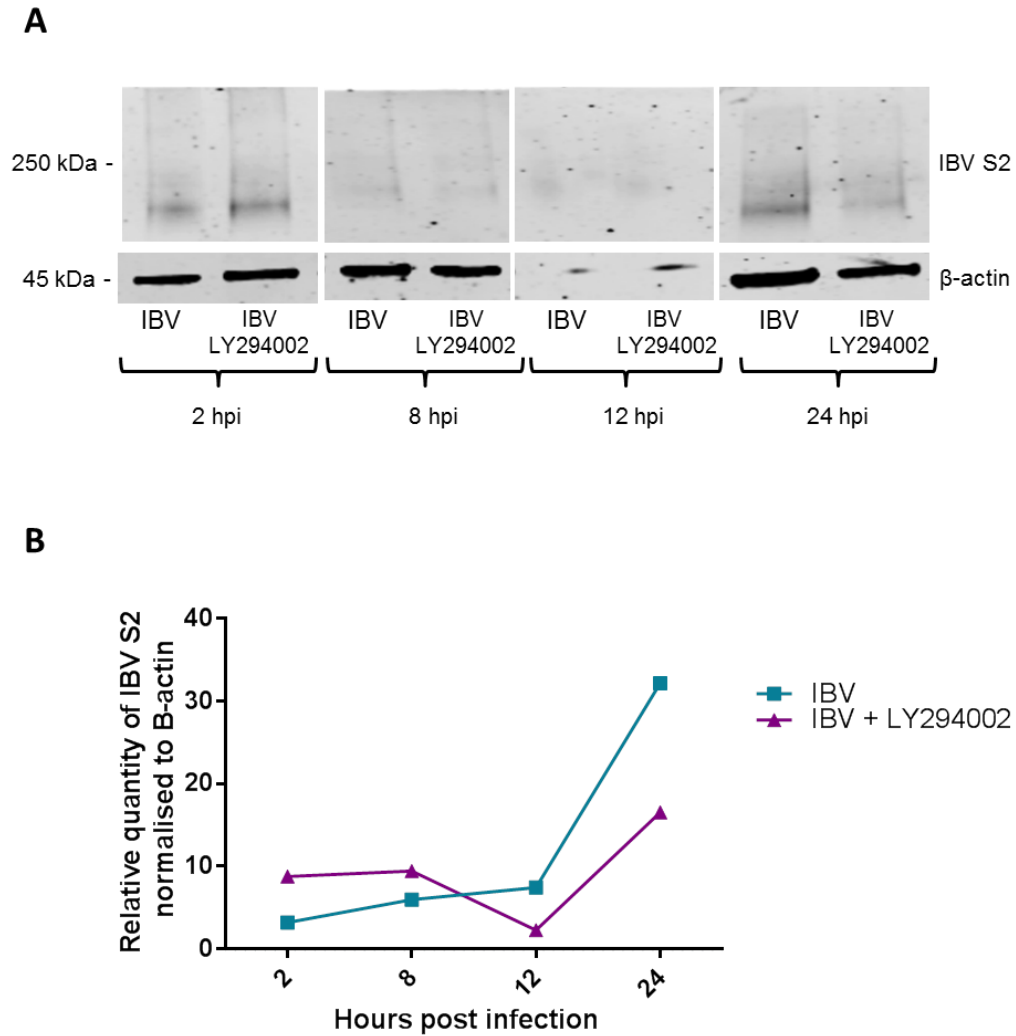 A
250 kDa -
IBV S2
45 kDa -
β-actin
IBV
IBV
LY294002
IBV
IBV
LY294002
IBV
IBV
LY294002
IBV
IBV
LY294002
2 hpi
8 hpi
12 hpi
24 hpi
B
Relative quantity of IBV S2
normalised to B-actin
40
30
20
10
0
2
8
12
24
Hours post infection
IBV
IBV + LY294002